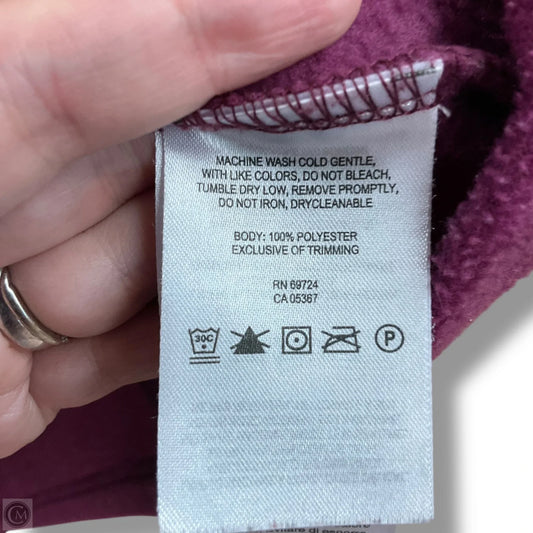 MACHINE WASH COLD GENTLE,
WITH LIKE COLORS, DO NOT BLEACH,
TUMBLE DRY LOW, REMOVE PROMPTLY,
DO NOT IRON, DRYCLEANABLE
BODY: 100% POLYESTER
EXCLUSIVE OF TRIMMING
RN 69724
CA 05367
30C P
CM